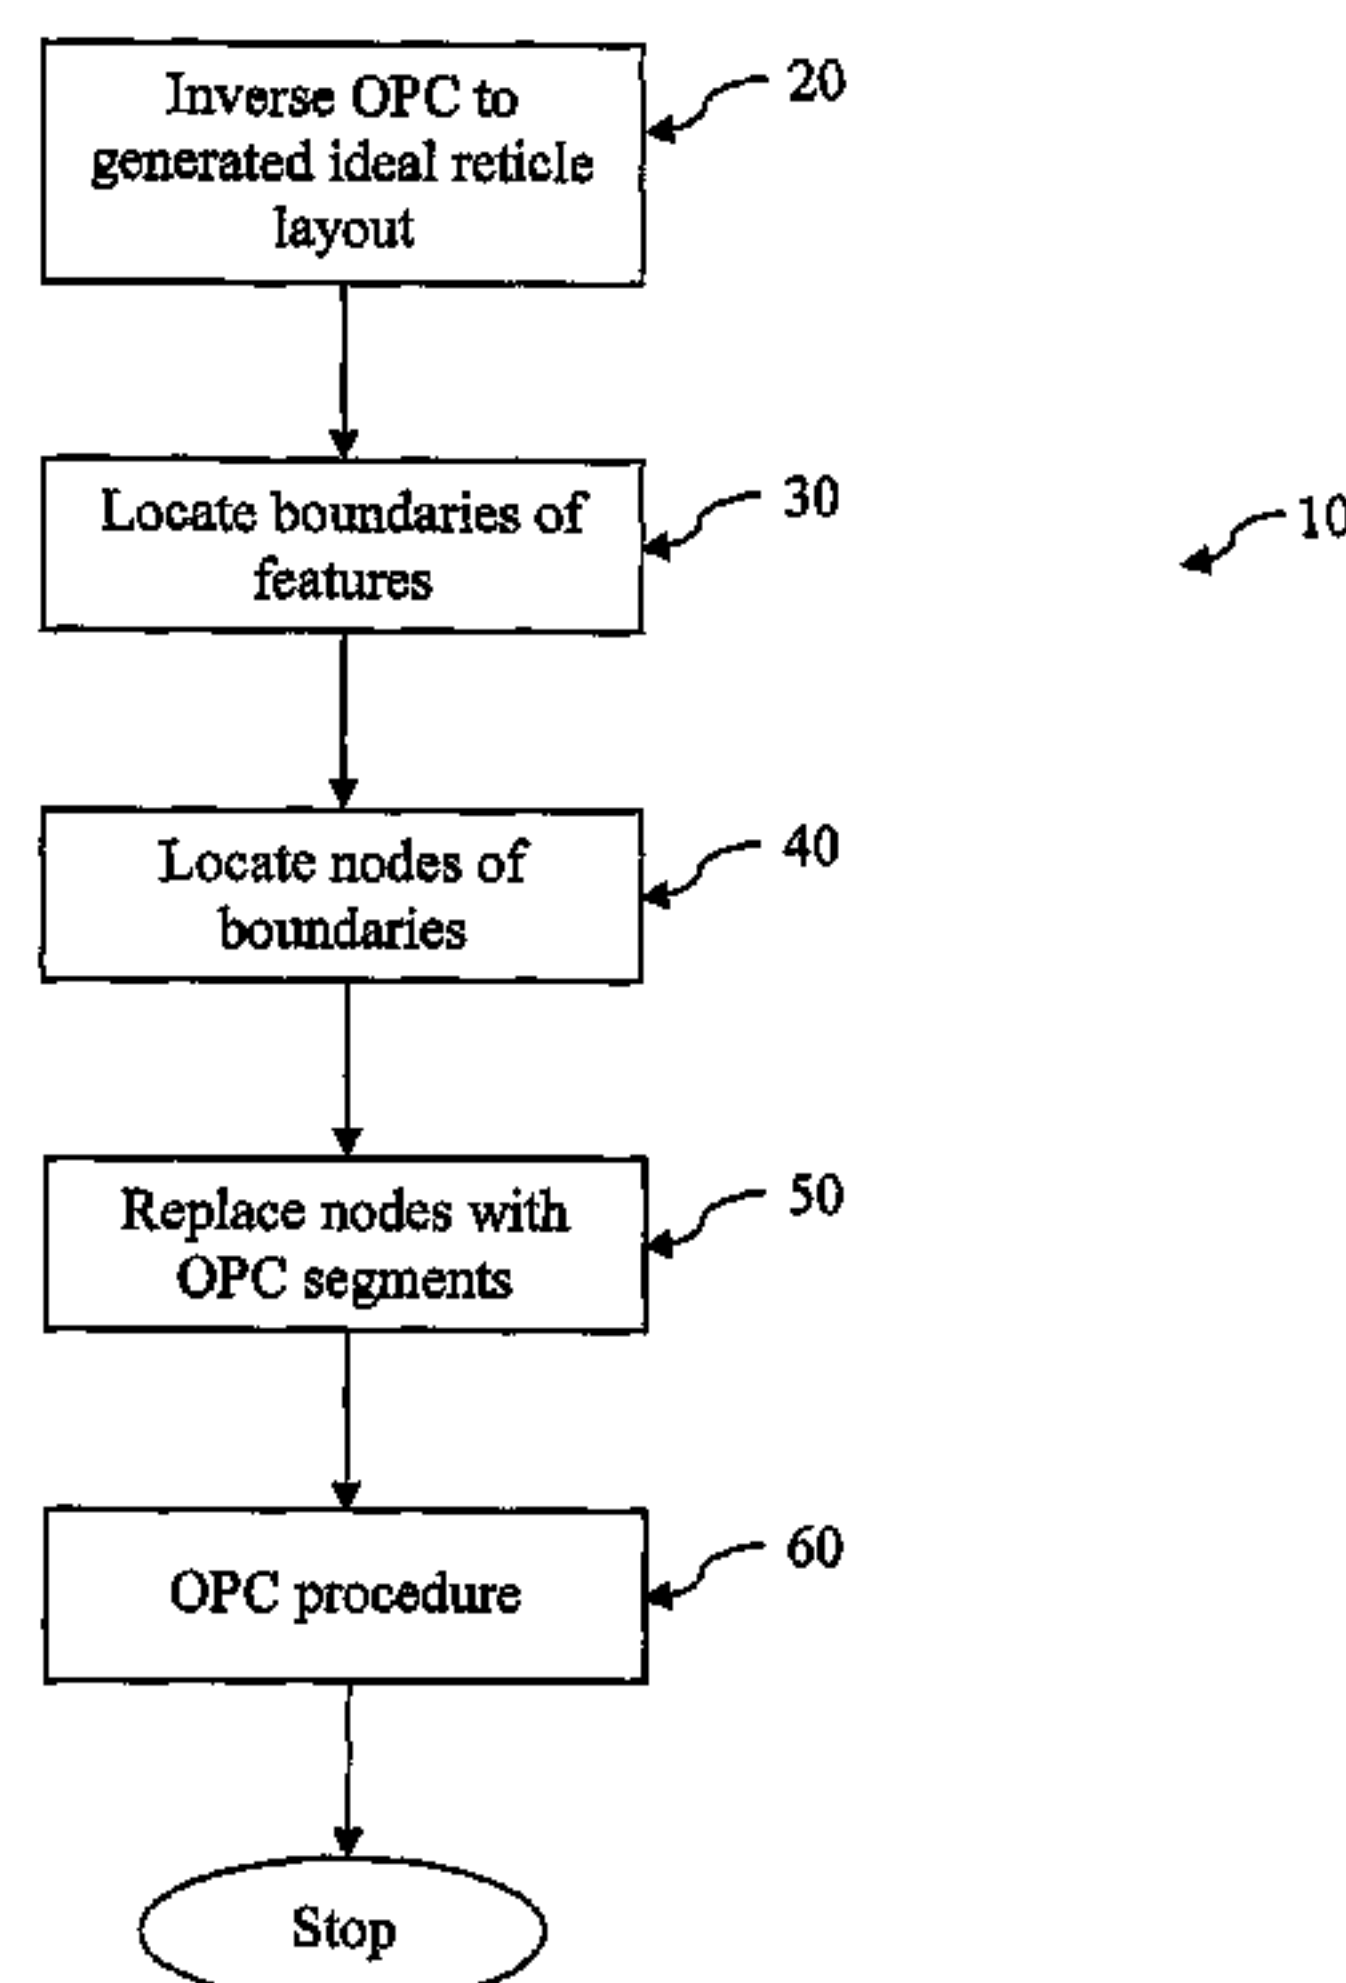 Inverse OPC to
generated ideal reticle
layout
20
Locate boundaries of
features
30
10
Locate nodes of
boundaries
40
Replace nodes with
OPC segments
50
OPC procedure
60
Stop